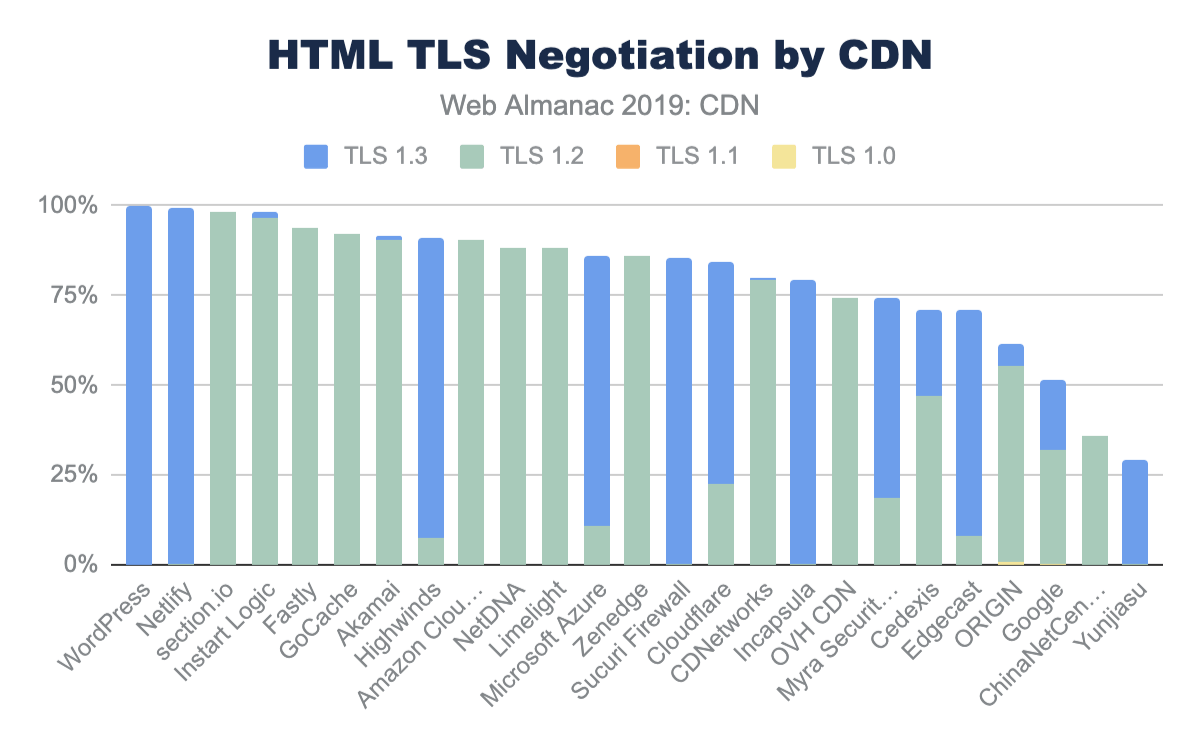 HTML TLS Negotiation by CDN
Web Almanac 2019: CDN
TLS 1.3 TLS 1.2 TLS 1.1 TLS 1.0
100%
75%
50%
25%
0%
WordPress
Netlify
section.io
Instart Logic
Fastly
GoCache
Akamai
Highwinds
Amazon Clou…
NetDNA
Limelight
Microsoft Azure
Zenedge
Sucuri Firewall
Cloudflare
CDNetworks
Incapsula
OVH CDN
Myra Securit…
Cedexis
Edgecast
ORIGIN
Google
ChinaNetCen…
Yunjiasu